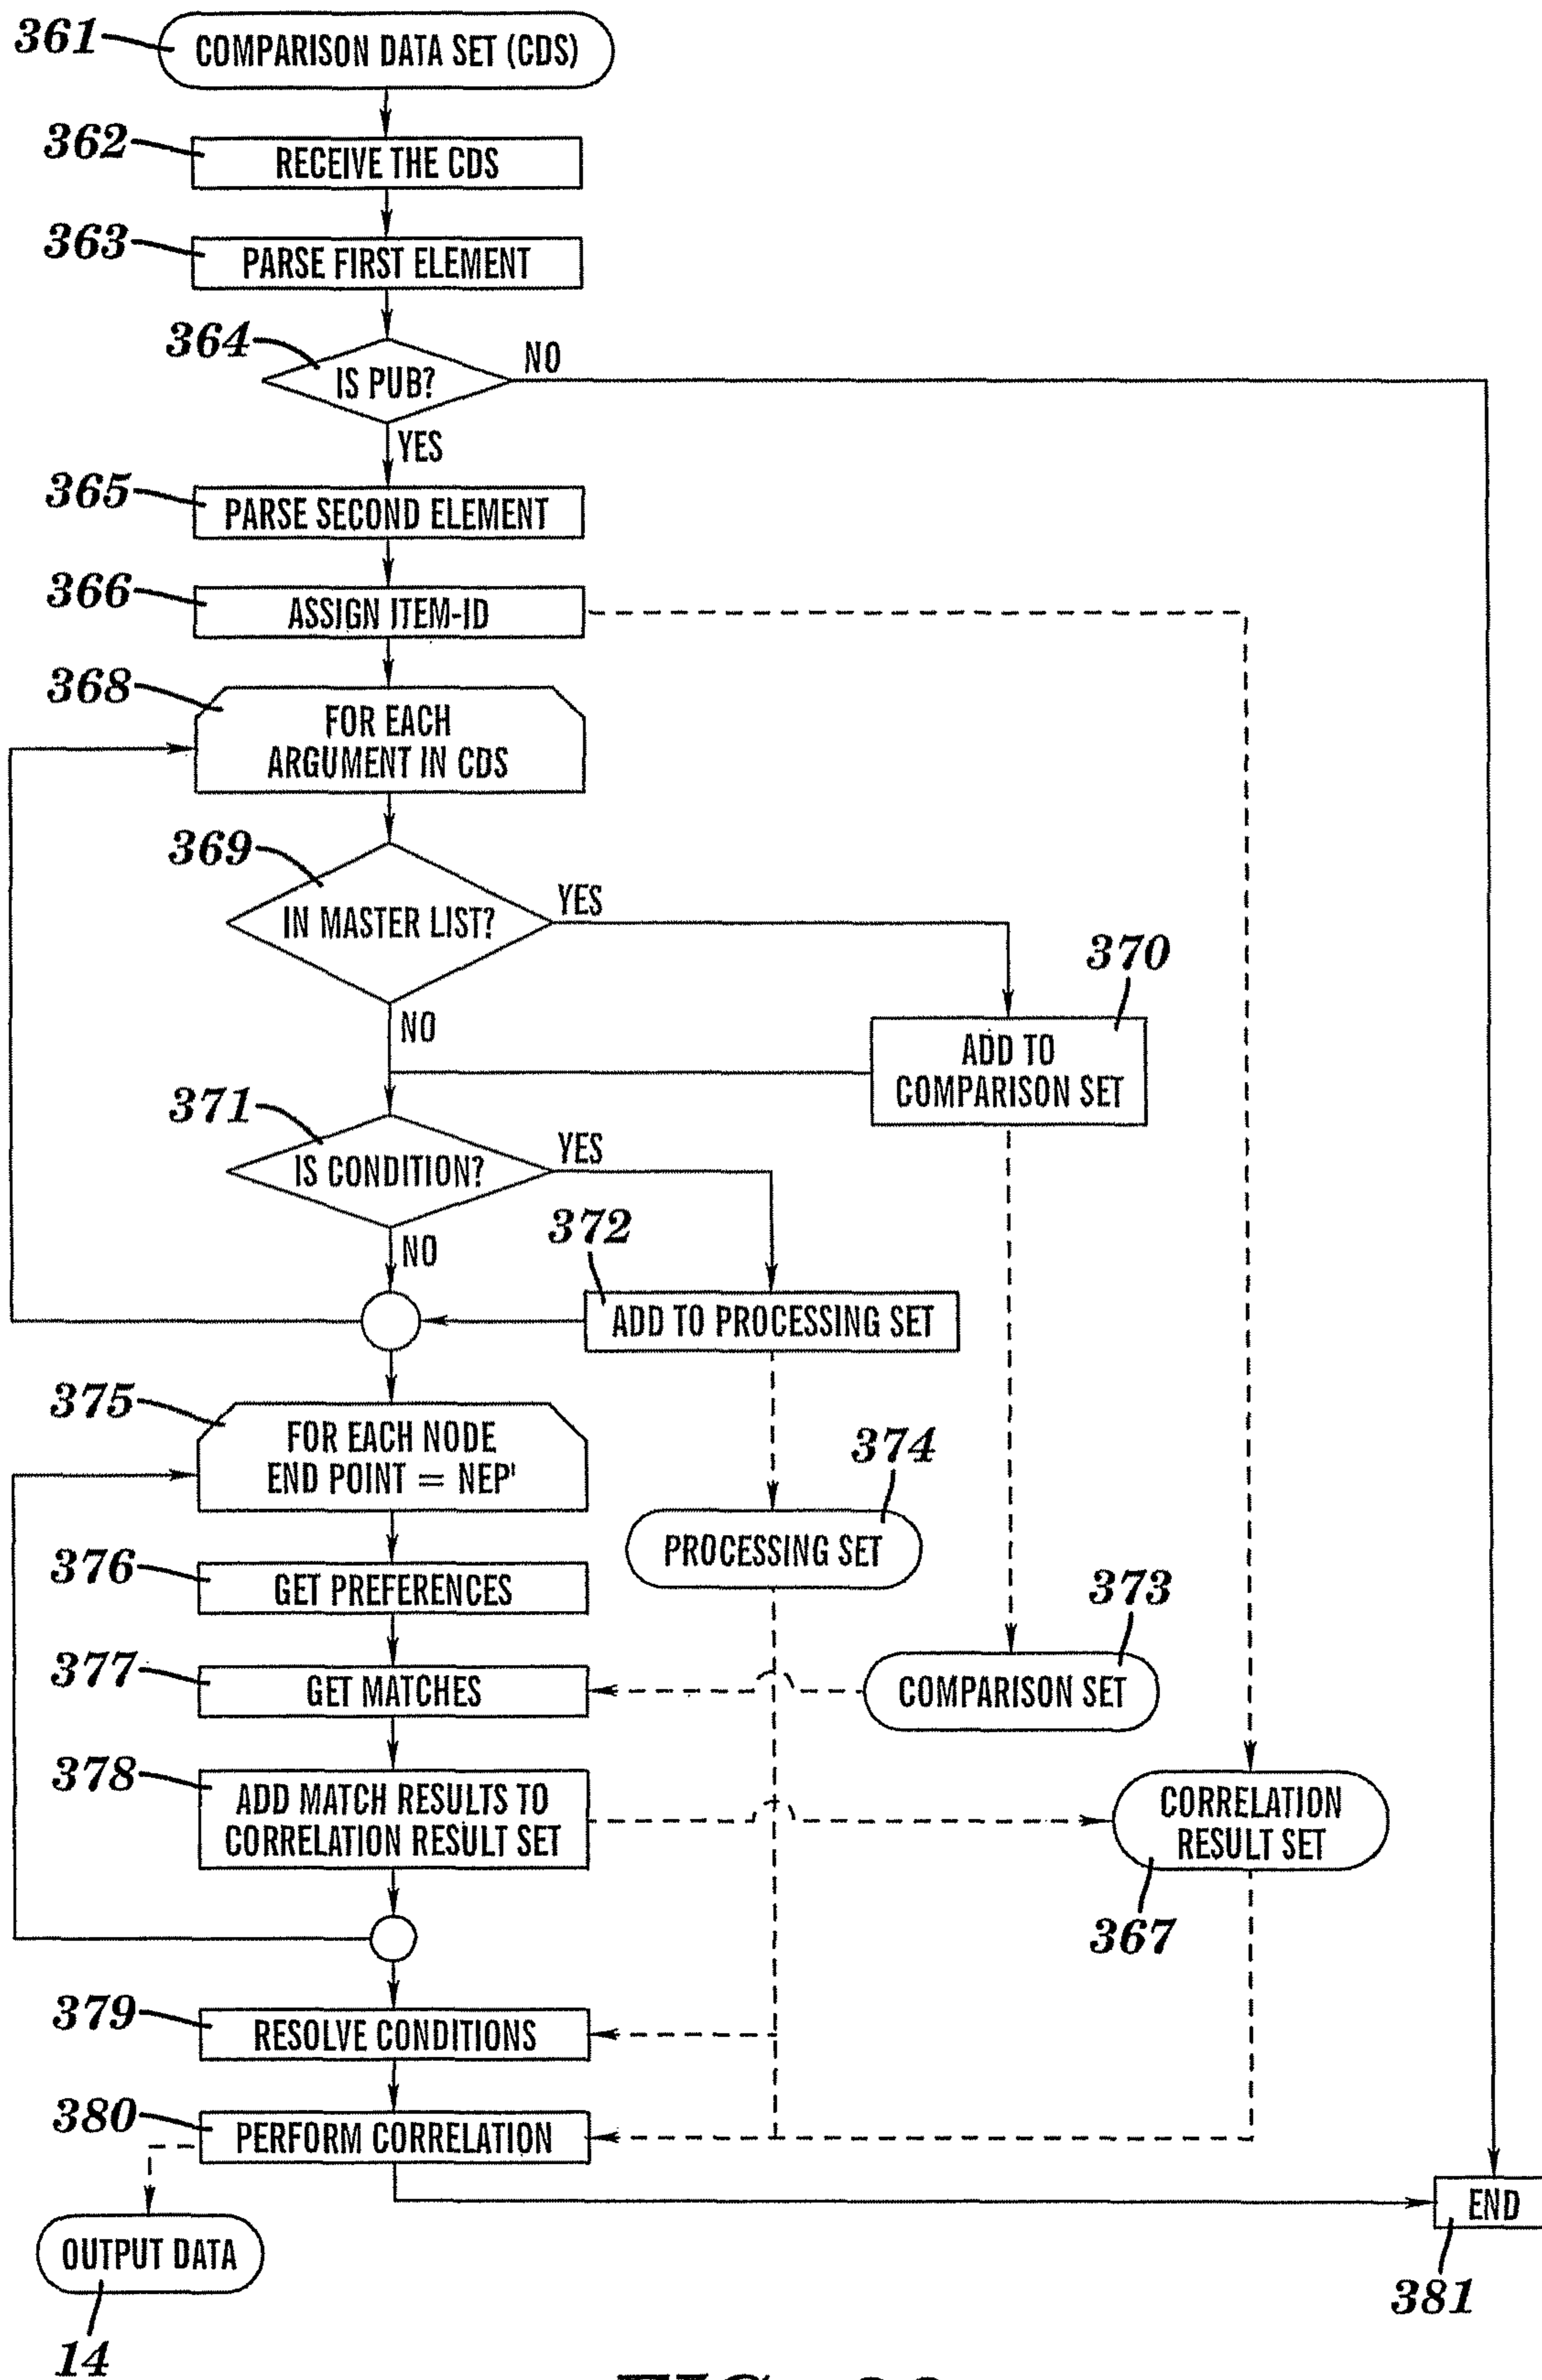 361
COMPARISON DATA SET (CDS)
362
RECEIVE THE CDS
363
PARSE FIRST ELEMENT
364
IS PUB?
NO
YES
365
PARSE SECOND ELEMENT
366
ASSIGN ITEM-ID
368
FOR EACH
ARGUMENT IN CDS
369
IN MASTER LIST?
YES
NO
370
ADD TO
COMPARISON SET
371
IS CONDITION?
YES
NO
372
ADD TO PROCESSING SET
375
FOR EACH NODE
END POINT = NEP'
374
PROCESSING SET
376
GET PREFERENCES
373
COMPARISON SET
377
GET MATCHES
378
ADD MATCH RESULTS TO
CORRELATION RESULT SET
CORRELATION
RESULT SET
367
379
RESOLVE CONDITIONS
380
PERFORM CORRELATION
END
381
OUTPUT DATA
14